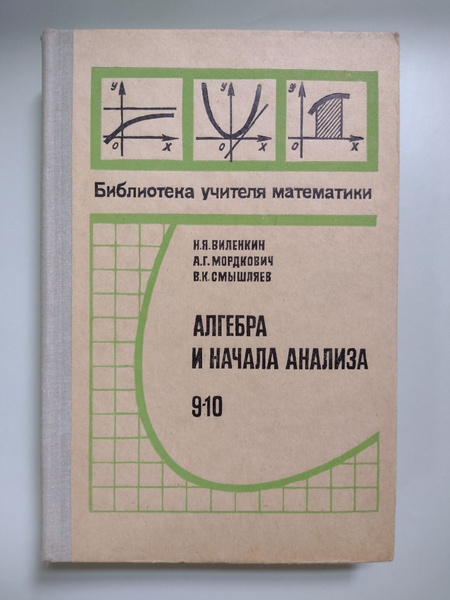 у
о
х
у
о
х
у
о
х
Библиотека учителя математики
Н.Я.ВИЛЕНКИН
А.Г.МОРДКОВИЧ
В.К.СМЫШЛЯЕВ
АЛГЕБРА
И НАЧАЛА АНАЛИЗА
9-10